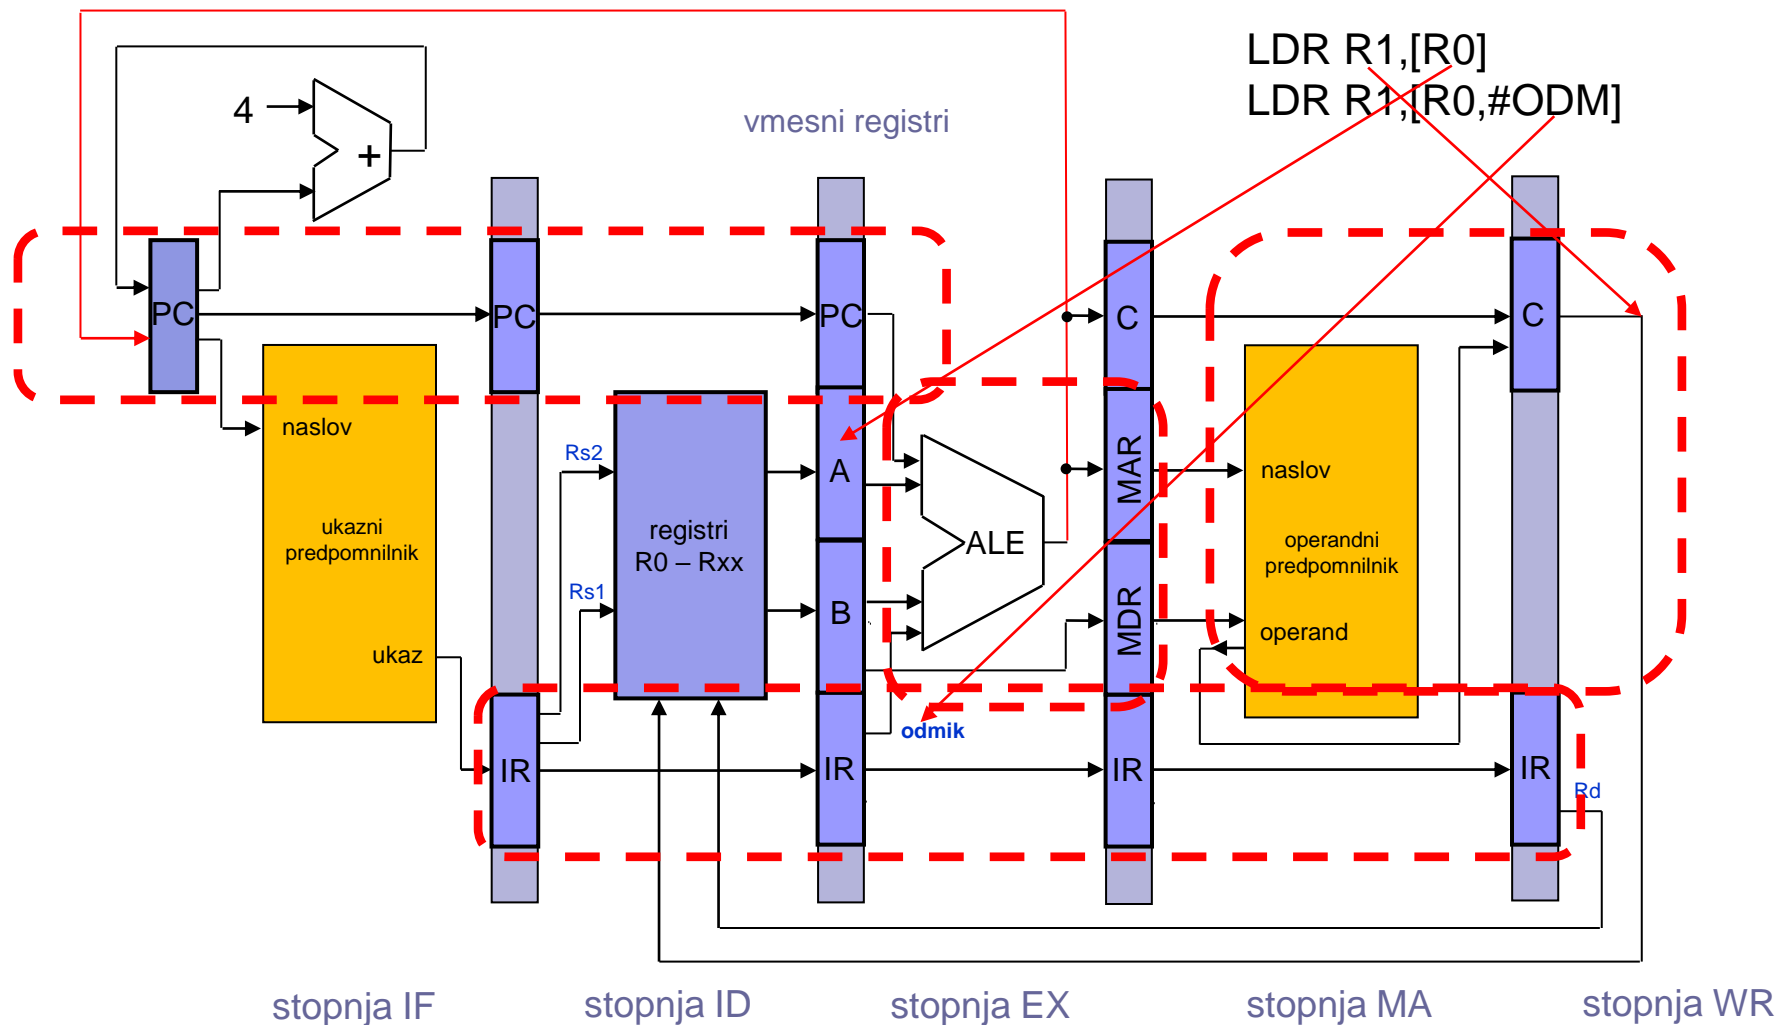 LDR R1,[R0]
LDR R1,[R0,#ODM]
vmesni registri
4
+
PC
PC
PC
C
C
naslov
ukazni
predpomnilnik
ukaz
Rs2
Rs1
registri
R0 – Rxx
A
B
ALE
MAR
MDR
naslov
operandni
predpomnilnik
operand
odmik
IR
IR
IR
IR
Rd
stopnja IF
stopnja ID
stopnja EX
stopnja MA
stopnja WR